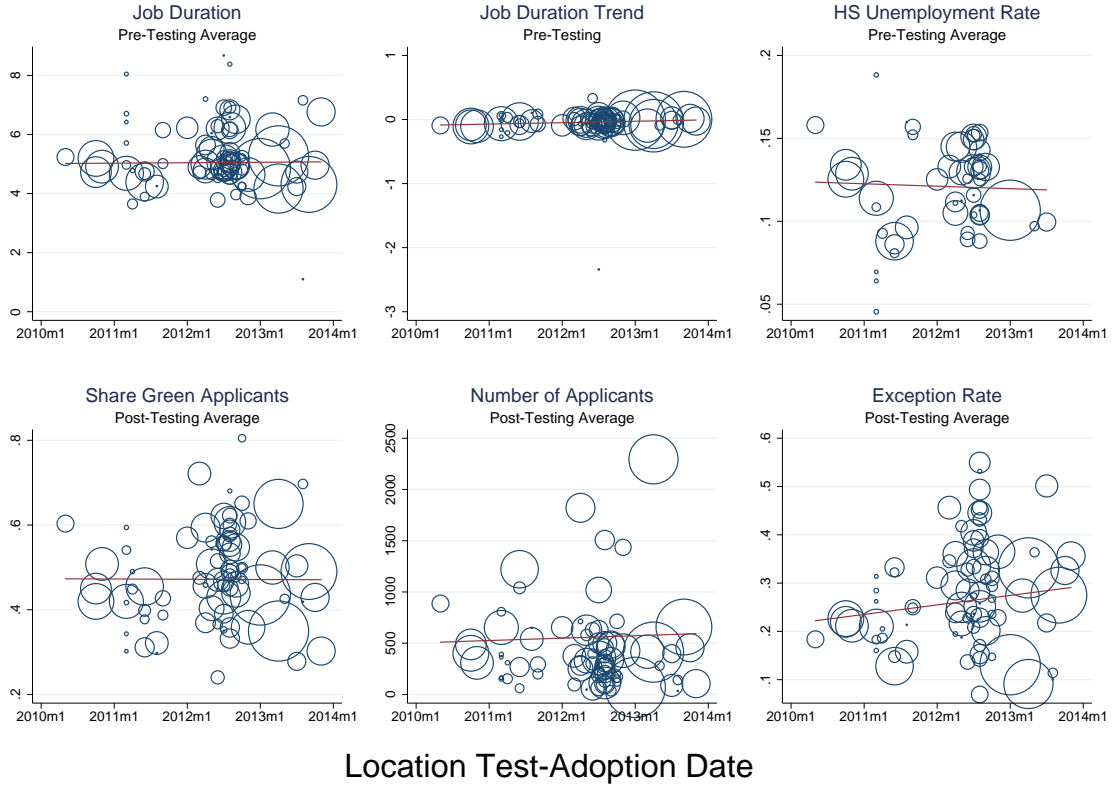 Job Duration
Pre-Testing Average
8
6
4
2
0
2010m1 2011m1 2012m1 2013m1 2014m1
Job Duration Trend
Pre-Testing
1
0
-1
-2
-3
2010m1 2011m1 2012m1 2013m1 2014m1
HS Unemployment Rate
Pre-Testing Average
.2
.15
.1
.05
2010m1 2011m1 2012m1 2013m1 2014m1
Share Green Applicants
Post-Testing Average
.8
.6
.4
.2
2010m1 2011m1 2012m1 2013m1 2014m1
Number of Applicants
Post-Testing Average
2500
2000
1500
1000
500
0
2010m1 2011m1 2012m1 2013m1 2014m1
Exception Rate
Post-Testing Average
.6
.5
.4
.3
.2
.1
2010m1 2011m1 2012m1 2013m1 2014m1
Location Test-Adoption Date